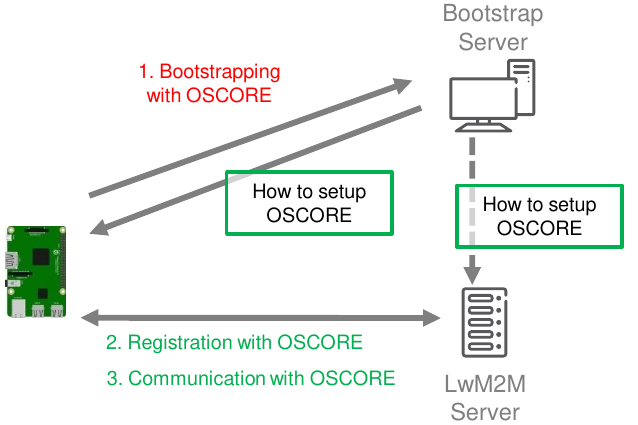 Bootstrap
Server
1. Bootstrapping
with OSCORE
How to setup
OSCORE
How to setup
OSCORE
2. Registration with OSCORE
3. Communication with OSCORE
LwM2M
Server